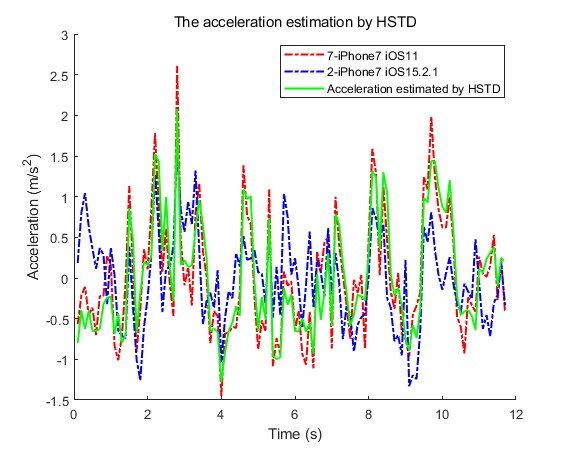 The acceleration estimation by HSTD
7-iPhone7 iOS11
2-iPhone7 iOS15.2.1
Acceleration estimated by HSTD
Acceleration (m/s²)
3
2.5
2
1.5
1
0.5
0
-0.5
-1
-1.5
0 2 4 6 8 10 12
Time (s)